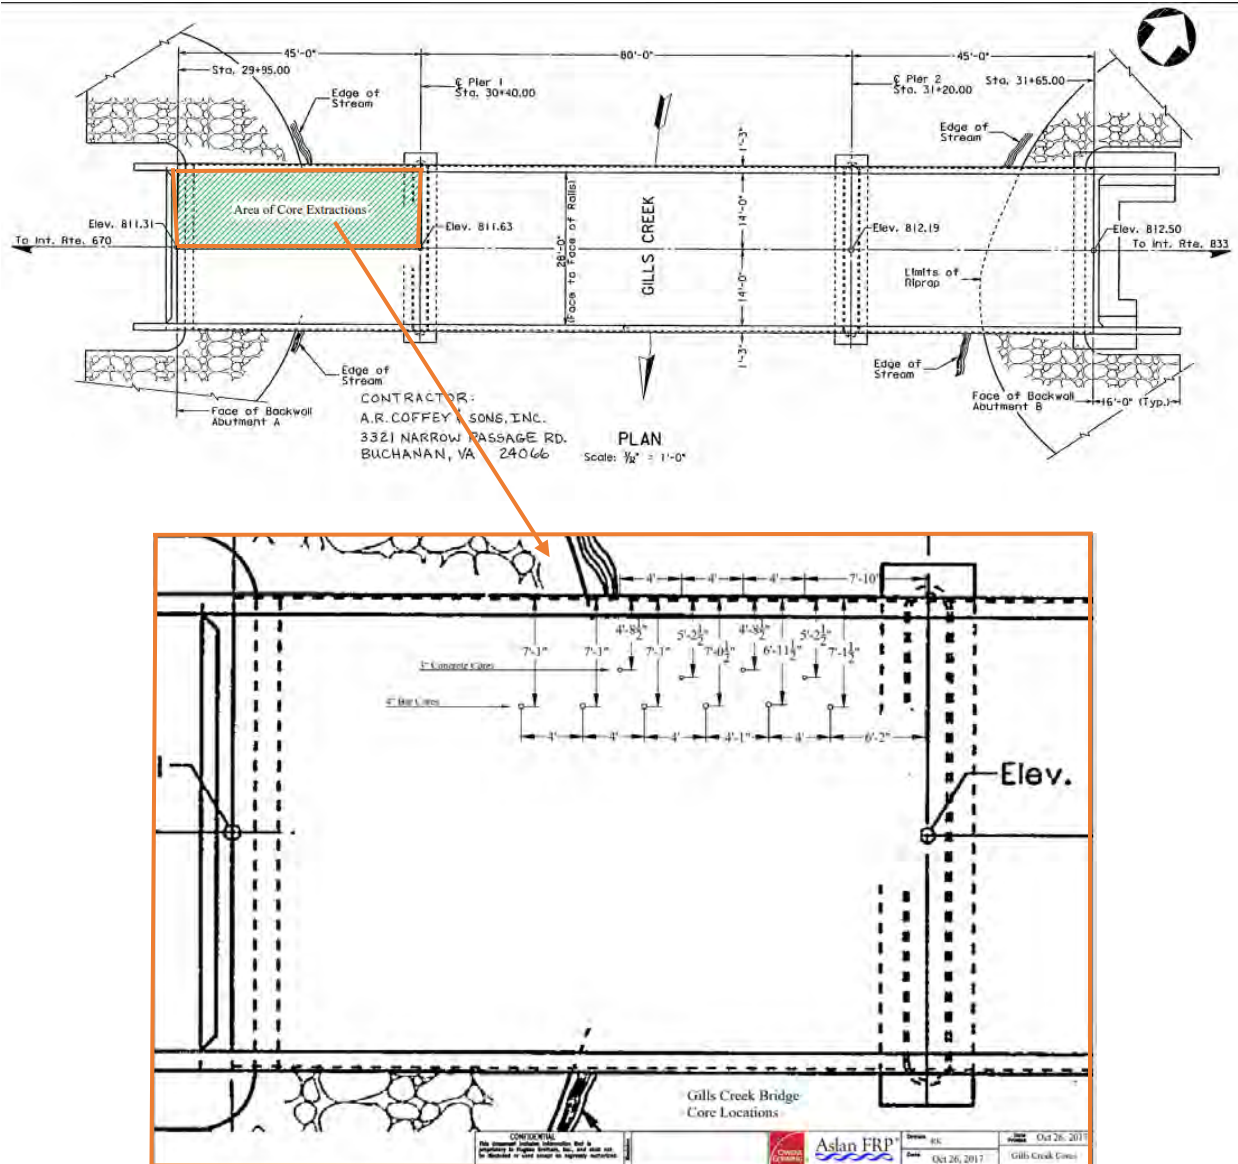 45'-0"
80'-0"
45'-0"
Sta. 29+95.00
℄ Pier 1
Sta. 30+40.00
℄ Pier 2
Sta. 31+20.00
Sta. 31+65.00
Edge of
Stream
Edge of
Stream
1'-3"
Area of Core Extractions
Elev. 811.31
Elev. 811.63
28'-0"
(Face to Face of Rails)
GILLS CREEK
14'-0"
14'-0"
1'-3"
Elev. 812.19
Elev. 812.50
To Int. Rte. 670
To Int. Rte. 833
Limits of
Riprap
Edge of
Stream
Edge of
Stream
Face of Backwall
Abutment A
Face of Backwall
Abutment B
16'-0" (Typ.)
CONTRACTOR:
A.R. COFFEY & SONS, INC.
3321 NARROW PASSAGE RD.
BUCHANAN, VA 24066
PLAN
Scale: = 1'-0"
4'
4'
4'
7'-10"
4'-8½"
5'-2½"
4'-8½"
5'-2½"
7'-1"
7'-1"
7'-1"
7'-0½"
6'-11½"
7'-1½"
3" Concrete Cores
4" Bar Cores
4'
4'
4'
4'-1"
4'
6'-2"
Elev.
Gills Creek Bridge
Core Locations
CONFIDENTIAL
Aslan FRP
Oct 26, 2017
Date
Oct 26, 2017
Gills Creek Cores